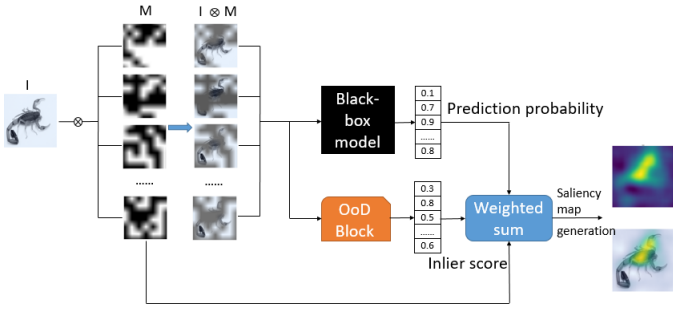 M
I ⊗ M
I
⊗
......
......
Black-
box
model
0.1
0.7
0.9
......
0.8
Prediction probability
OoD
Block
0.3
0.8
0.5
......
0.6
Inlier score
Weighted
sum
Saliency
map
generation